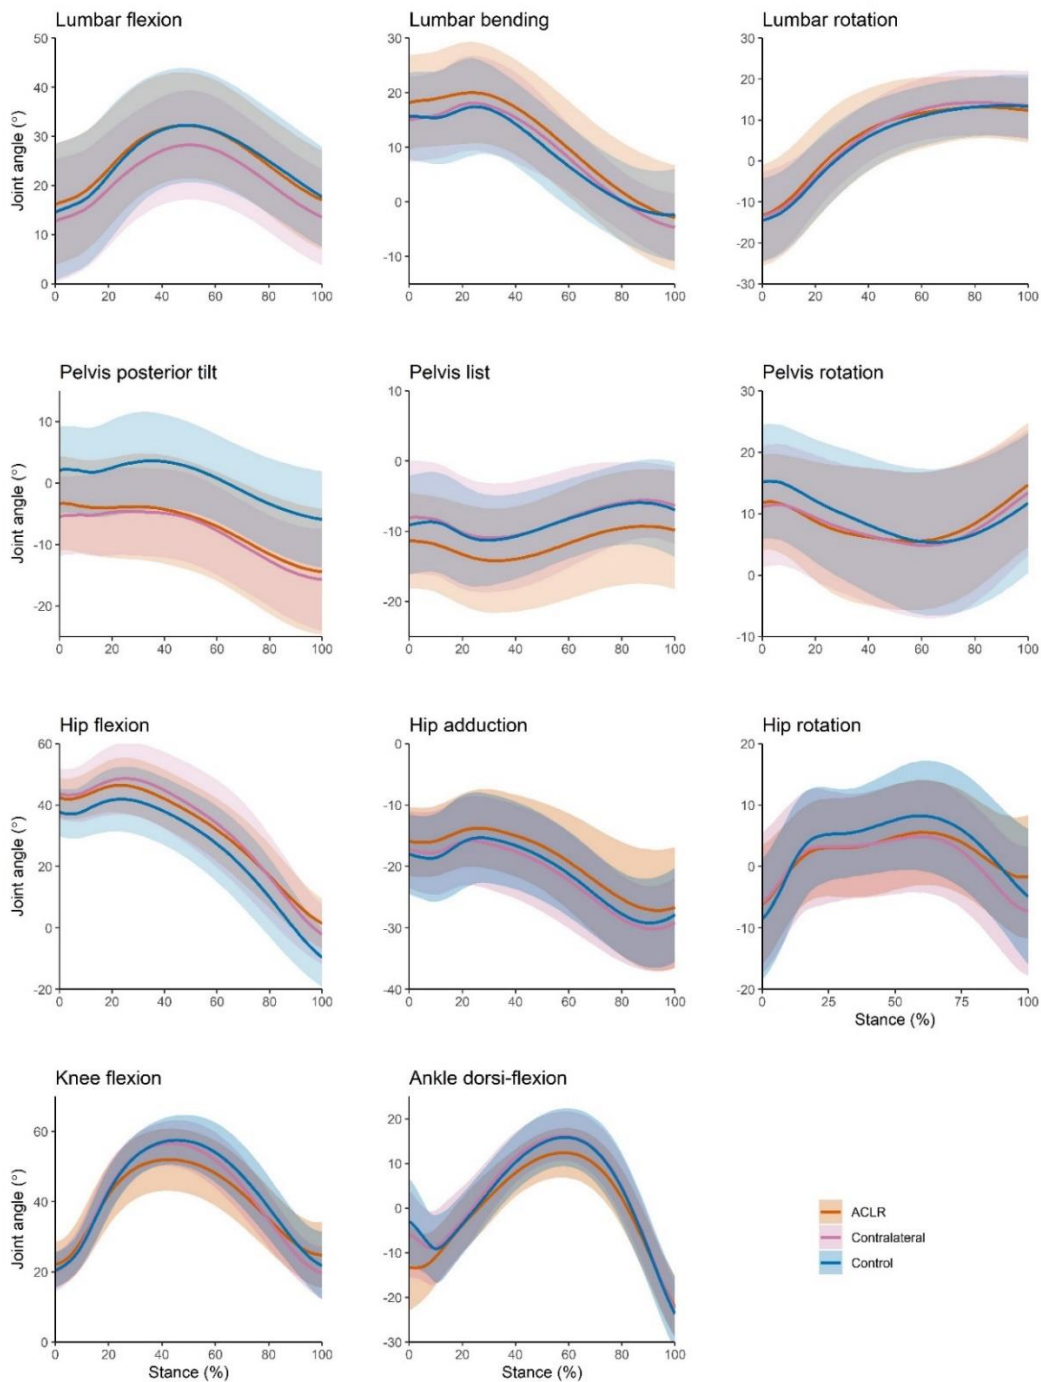 Lumbar flexion
Lumbar bending
Lumbar rotation
Joint angle (°)
50
40
30
20
10
0
0 20 40 60 80 100
30
20
10
0
-10
0 20 40 60 80 100
30
20
10
0
-10
-20
-30
0 20 40 60 80 100
Pelvis posterior tilt
Pelvis list
Pelvis rotation
Joint angle (°)
10
0
-10
-20
0 20 40 60 80 100
10
0
-10
-20
0 20 40 60 80 100
30
20
10
0
-10
0 20 40 60 80 100
Hip flexion
Hip adduction
Hip rotation
Joint angle (°)
60
40
20
0
-20
0 20 40 60 80 100
0
-10
-20
-30
-40
0 20 40 60 80 100
20
10
0
-10
-20
0 25 50 75 100
Stance (%)
Knee flexion
Ankle dorsi-flexion
Joint angle (°)
60
40
20
0
0 20 40 60 80 100
Stance (%)
20
10
0
-10
-20
-30
0 20 40 60 80 100
Stance (%)
ACLR
Contralateral
Control